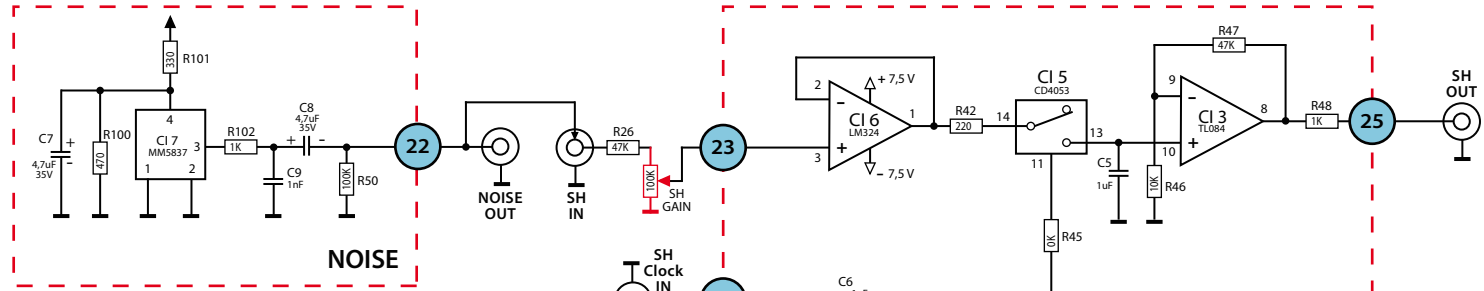 R101
330
C7
4,7uF
35V
+
-
R100
470
4
CI 7
MM5837
3
1
2
R102
1K
C8
4,7uF
35V
+
-
C9
1nF
100K
R50
22
NOISE
NOISE
OUT
SH
IN
R26
47K
100K
SH
GAIN
23
SH
Clock
IN
2
-
+ 7,5 V
CI 6
LM324
1
3
+
- 7,5 V
R42
220
14
CI 5
CD4053
13
11
R45
0K
C6
C5
1uF
R47
47K
9
-
CI 3
TL084
8
10
+
10K
R46
R48
1K
25
SH
OUT